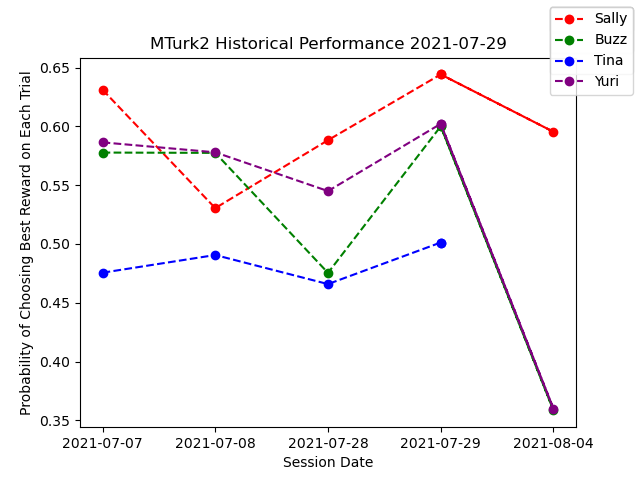 MTurk2 Historical Performance 2021-07-29
Sally
Buzz
Tina
Yuri
Probability of Choosing Best Reward on Each Trial
0.65
0.60
0.55
0.50
0.45
0.40
0.35
2021-07-07 2021-07-08 2021-07-28 2021-07-29 2021-08-04
Session Date